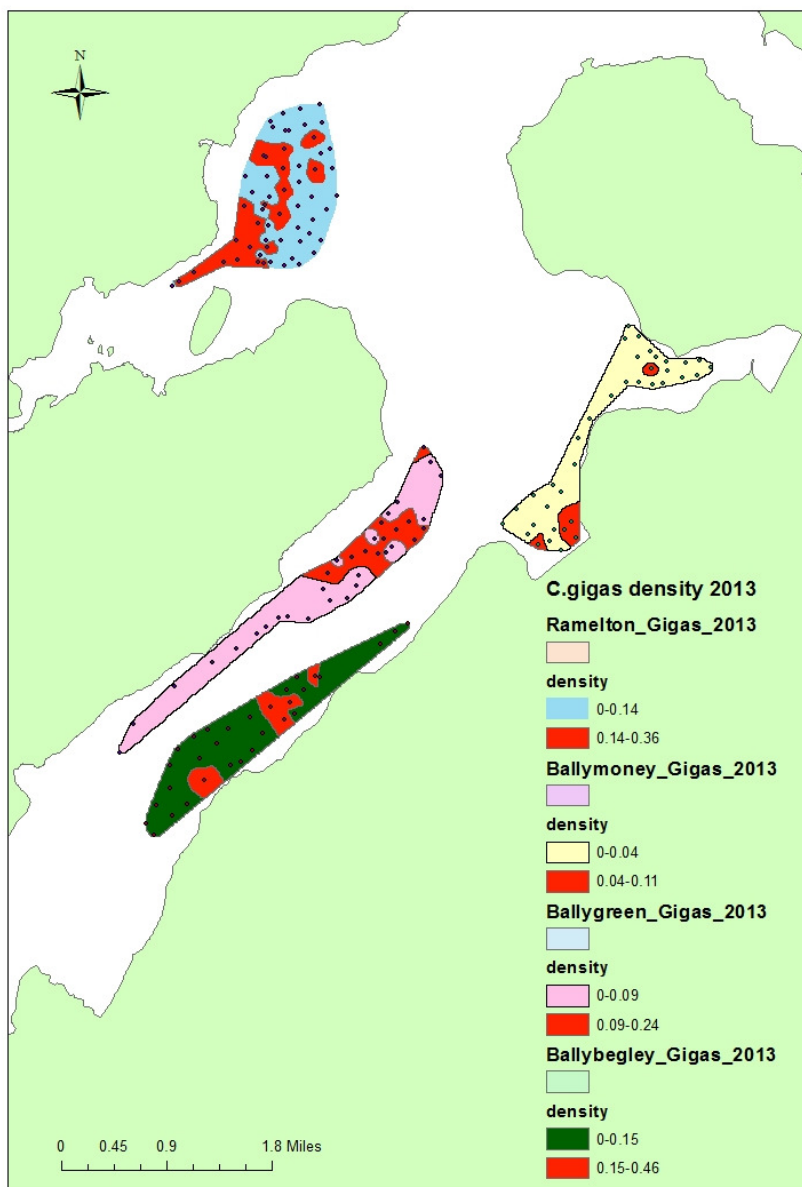 N
C.gigas density 2013
Ramelton_Gigas_2013
density
0-0.14
0.14-0.36
Ballymoney_Gigas_2013
density
0-0.04
0.04-0.11
Ballygreen_Gigas_2013
density
0-0.09
0.09-0.24
Ballybegley_Gigas_2013
density
0-0.15
0.15-0.46
0 0.45 0.9 1.8 Miles